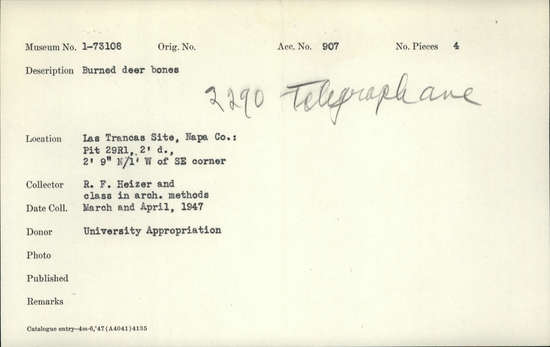 Museum No. 1-73108 Orig. No. Acc. No. 907 No. Pieces 4
Description Burned deer bones
2290 Telegraph ave
Location Las Trancas Site, Napa Co.:
Pit 29R1, 2' d.,
2' 9" N/1' W of SE corner
Collector R. F. Heizer and
class in arch. methods
Date Coll. March and April, 1947
Donor University Appropriation
Photo
Published
Remarks
Catalogue entry—4m-6,'47(A4041)4135